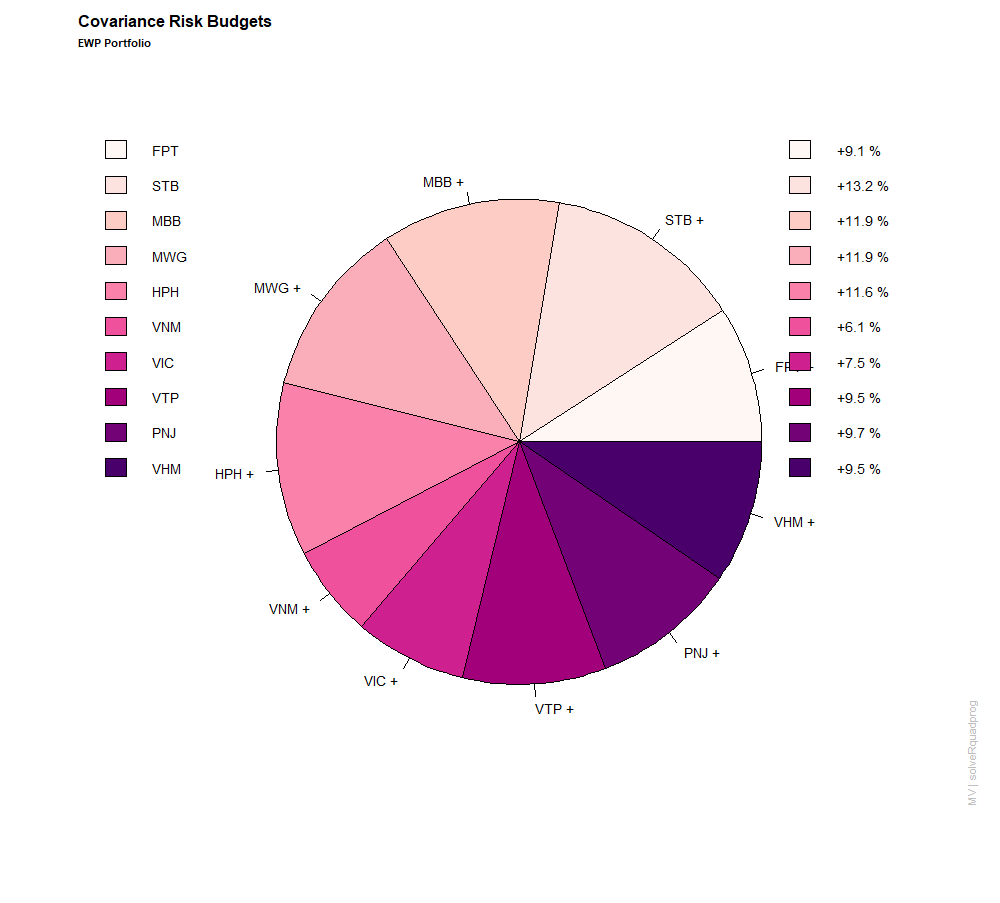 Covariance Risk Budgets
EWP Portfolio
FPT
STB
MBB
MWG
HPH
VNM
VIC
VTP
PNJ
VHM
MBB +
STB +
MWG +
HPH +
VNM +
VIC +
VTP +
PNJ +
VHM +
+9.1 %
+13.2 %
+11.9 %
+11.9 %
+11.6 %
+6.1 %
+7.5 %
+9.5 %
+9.7 %
+9.5 %
MV | solveRquadprog